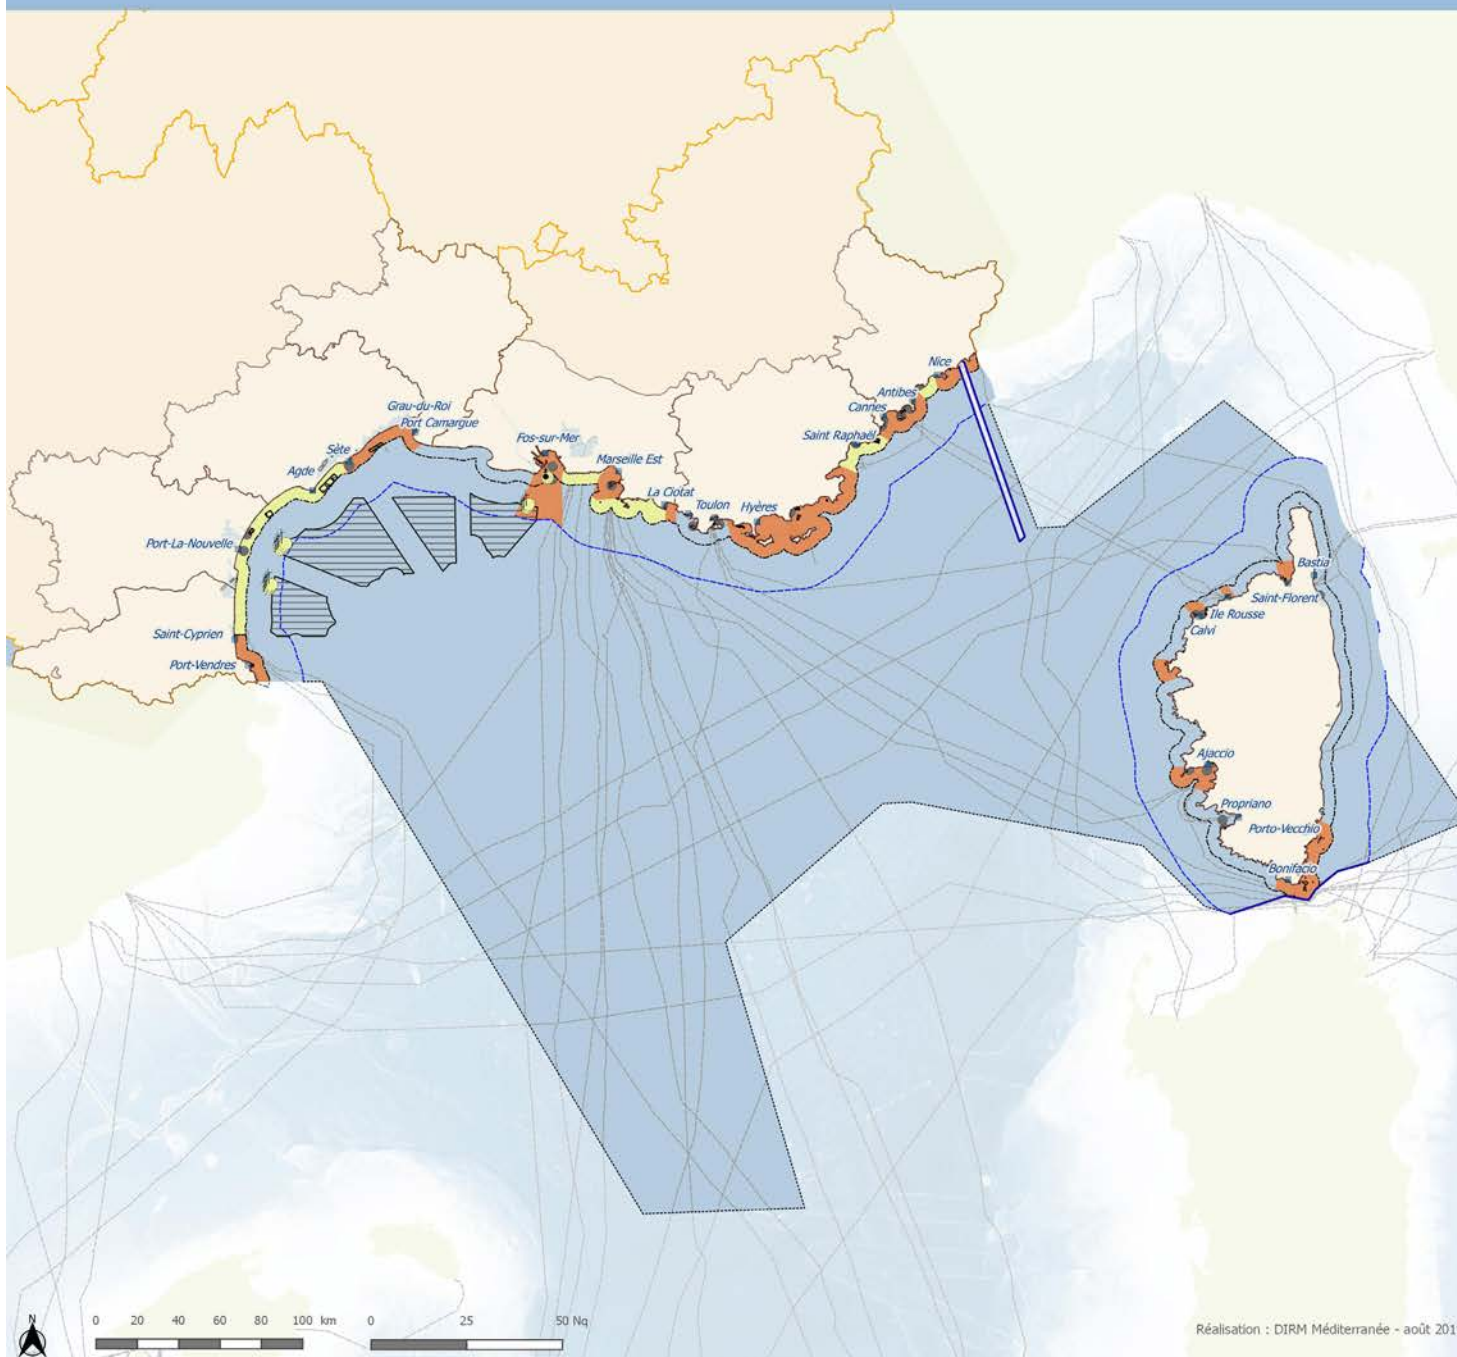 Nice
Antibes
Cannes
Saint Raphaël
Grau-du-Roi
Port Camargue
Sète
Agde
Fos-sur-Mer
Marseille Est
La Ciotat
Toulon
Hyères
Port-La-Nouvelle
Saint-Cyprien
Port-Vendres
Bastia
Saint-Florent
Ile Rousse
Calvi
Ajaccio
Propriano
Porto-Vecchio
Bonifacio
N
0 20 40 60 80 100 km
0 25 50 Nq
Réalisation : DIRM Méditerranée - août 201